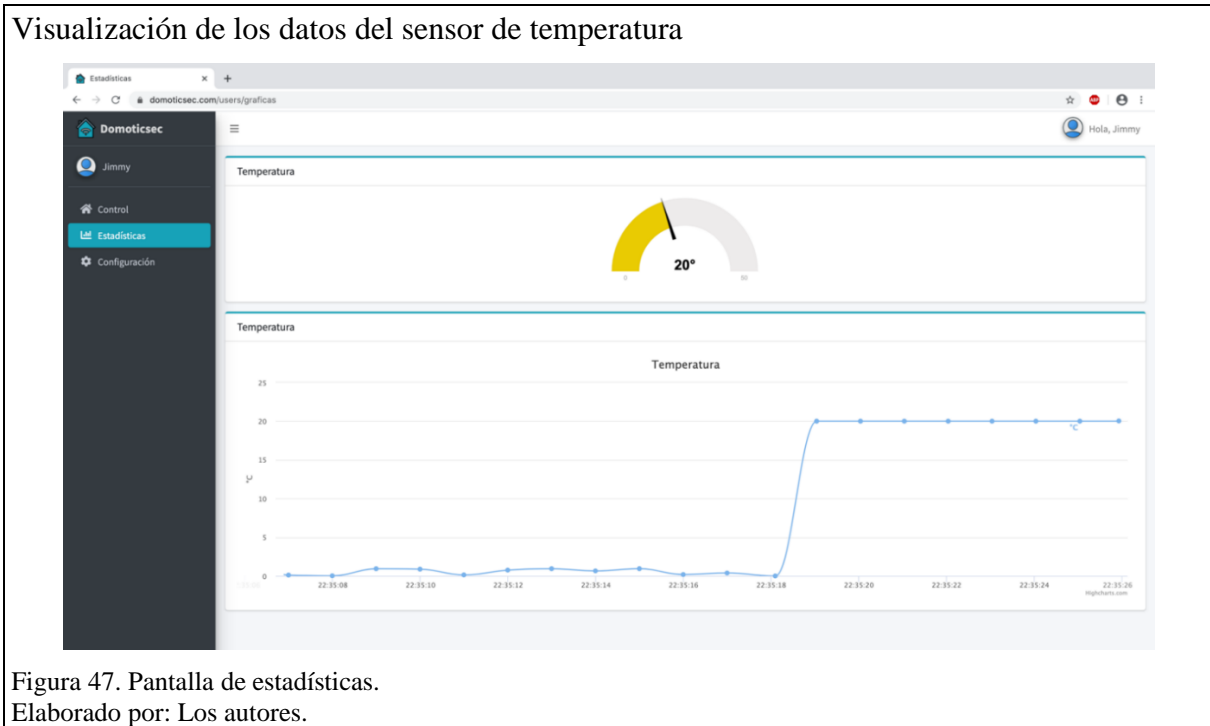 Visualización de los datos del sensor de temperatura
Estadísticas
domoticsec.com/users/graficas
Domoticsec
Hola, Jimmy
Jimmy
Control
Estadísticas
Configuración
Temperatura
20°
0
Temperatura
Temperatura
25
20
15
10
5
0
°C
°C
22:35:08
22:35:10
22:35:12
22:35:14
22:35:16
22:35:18
22:35:20
22:35:22
22:35:24
22:35:26
Highcharts.com
Figura 47. Pantalla de estadísticas.
Elaborado por: Los autores.